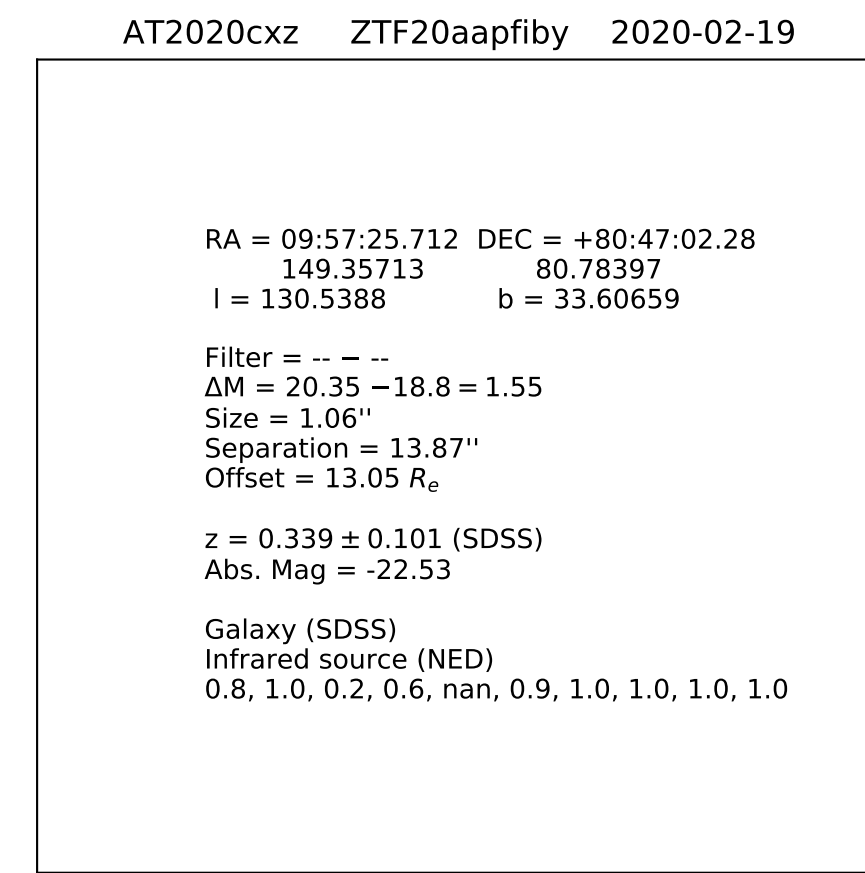 AT2020cxz ZTF20aapfiby 2020-02-19
RA = 09:57:25.712 DEC = +80:47:02.28
149.35713 80.78397
l = 130.5388 b = 33.60659
Filter = -- − --
ΔM = 20.35 −18.8 = 1.55
Size = 1.06''
Separation = 13.87''
Offset = 13.05 Rₑ
z = 0.339 ± 0.101 (SDSS)
Abs. Mag = -22.53
Galaxy (SDSS)
Infrared source (NED)
0.8, 1.0, 0.2, 0.6, nan, 0.9, 1.0, 1.0, 1.0, 1.0